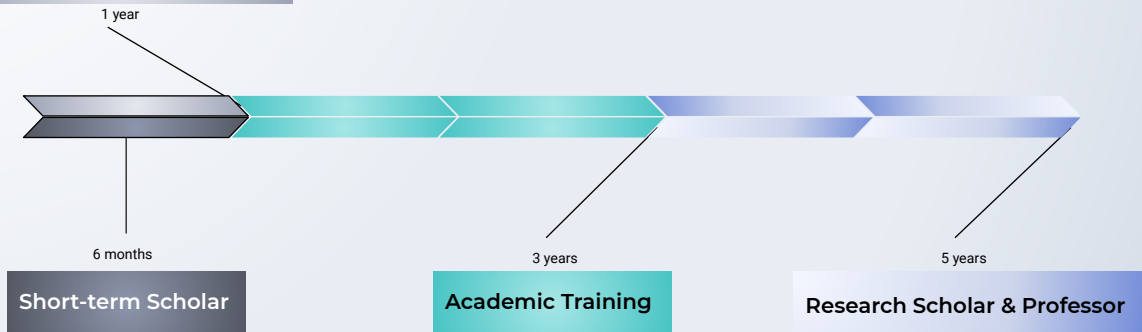 1 year
6 months
3 years
5 years
Short-term Scholar
Academic Training
Research Scholar & Professor